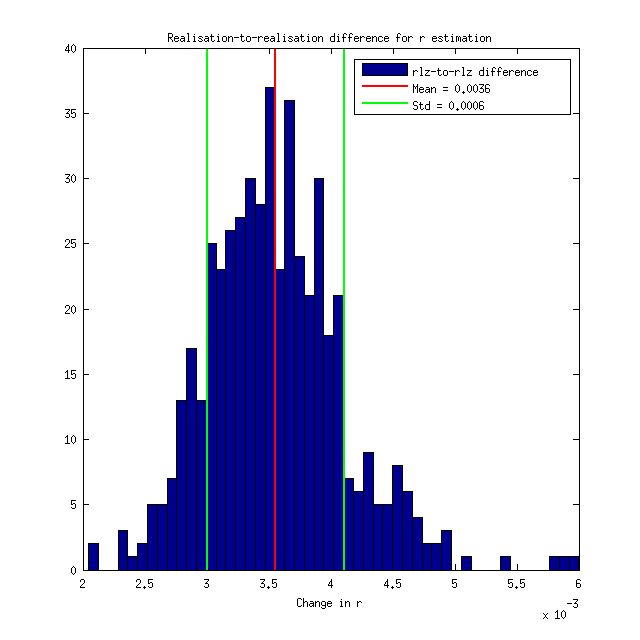 Realisation-to-realisation difference for r estimation
40
35
30
25
20
15
10
5
0
rlz-to-rlz difference
Mean = 0.0036
Std = 0.0006
2 2.5 3 3.5 4 4.5 5 5.5 6
Change in r
x 10 -3